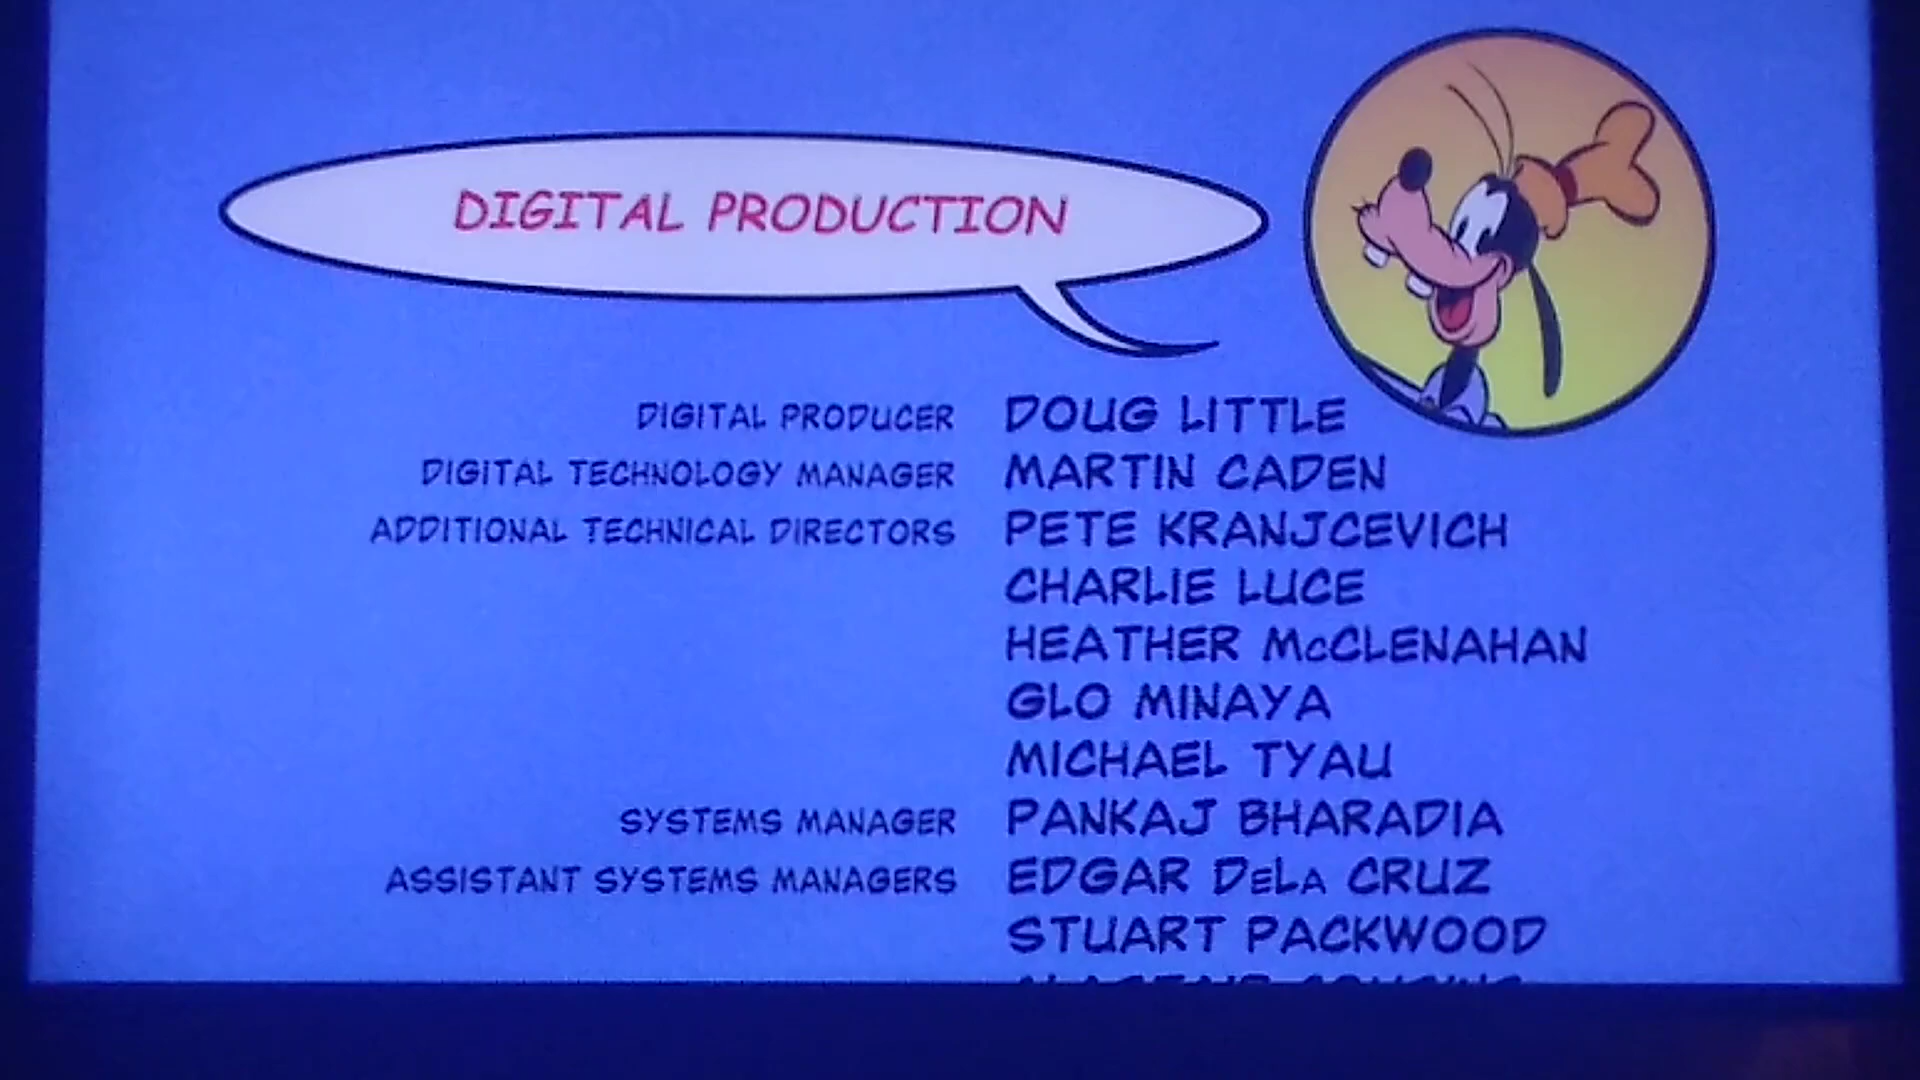 DIGITAL PRODUCTION
DIGITAL PRODUCER DOUG LITTLE
DIGITAL TECHNOLOGY MANAGER MARTIN CADEN
ADDITIONAL TECHNICAL DIRECTORS PETE KRANJCEVICH
CHARLIE LUCE
HEATHER McCLENAHAN
GLO MINAYA
MICHAEL TYAU
SYSTEMS MANAGER PANKAJ BHARADIA
ASSISTANT SYSTEMS MANAGERS EDGAR DeLa CRUZ
STUART PACKWOOD